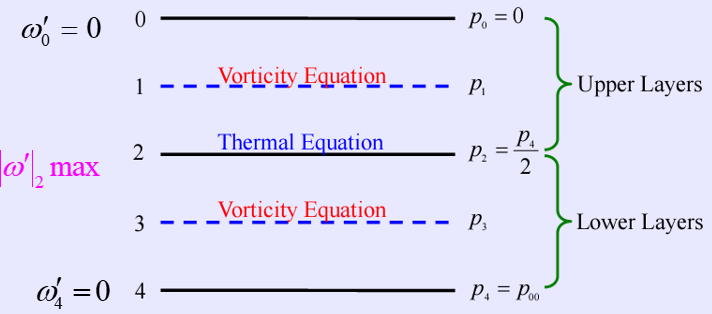 ω′₀ = 0 0 p₀ = 0
Vorticity Equation
1 p₁ Upper Layers
Thermal Equation
|ω′|₂ max 2 p₂ = p₄/2
Vorticity Equation
3 p₃ Lower Layers
ω′₄ = 0 4 p₄ = p₀₀